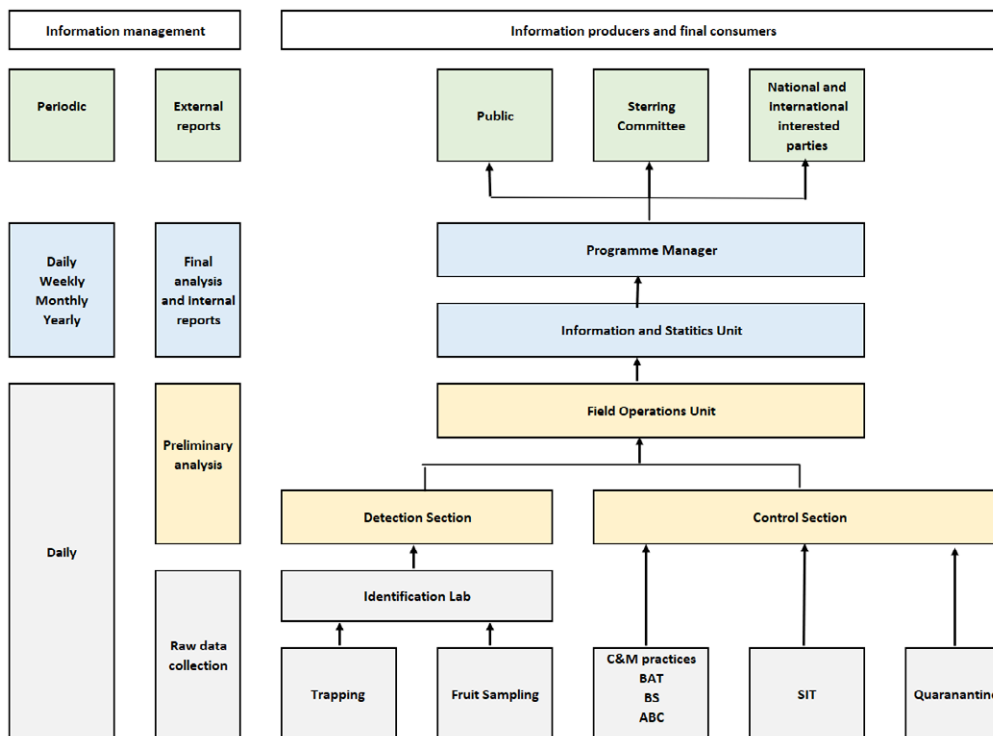 Information management
Information producers and final consumers
Periodic
External
reports
Public
Sterring
Committee
National and
International
interested
parties
Daily
Weekly
Monthly
Yearly
Final
analysis
and internal
reports
Programme Manager
Information and Statitics Unit
Field Operations Unit
Preliminary
analysis
Detection Section
Control Section
Daily
Identification Lab
Raw data
collection
Trapping
Fruit Sampling
C&M practices
BAT
BS
ABC
SIT
Quaranantine